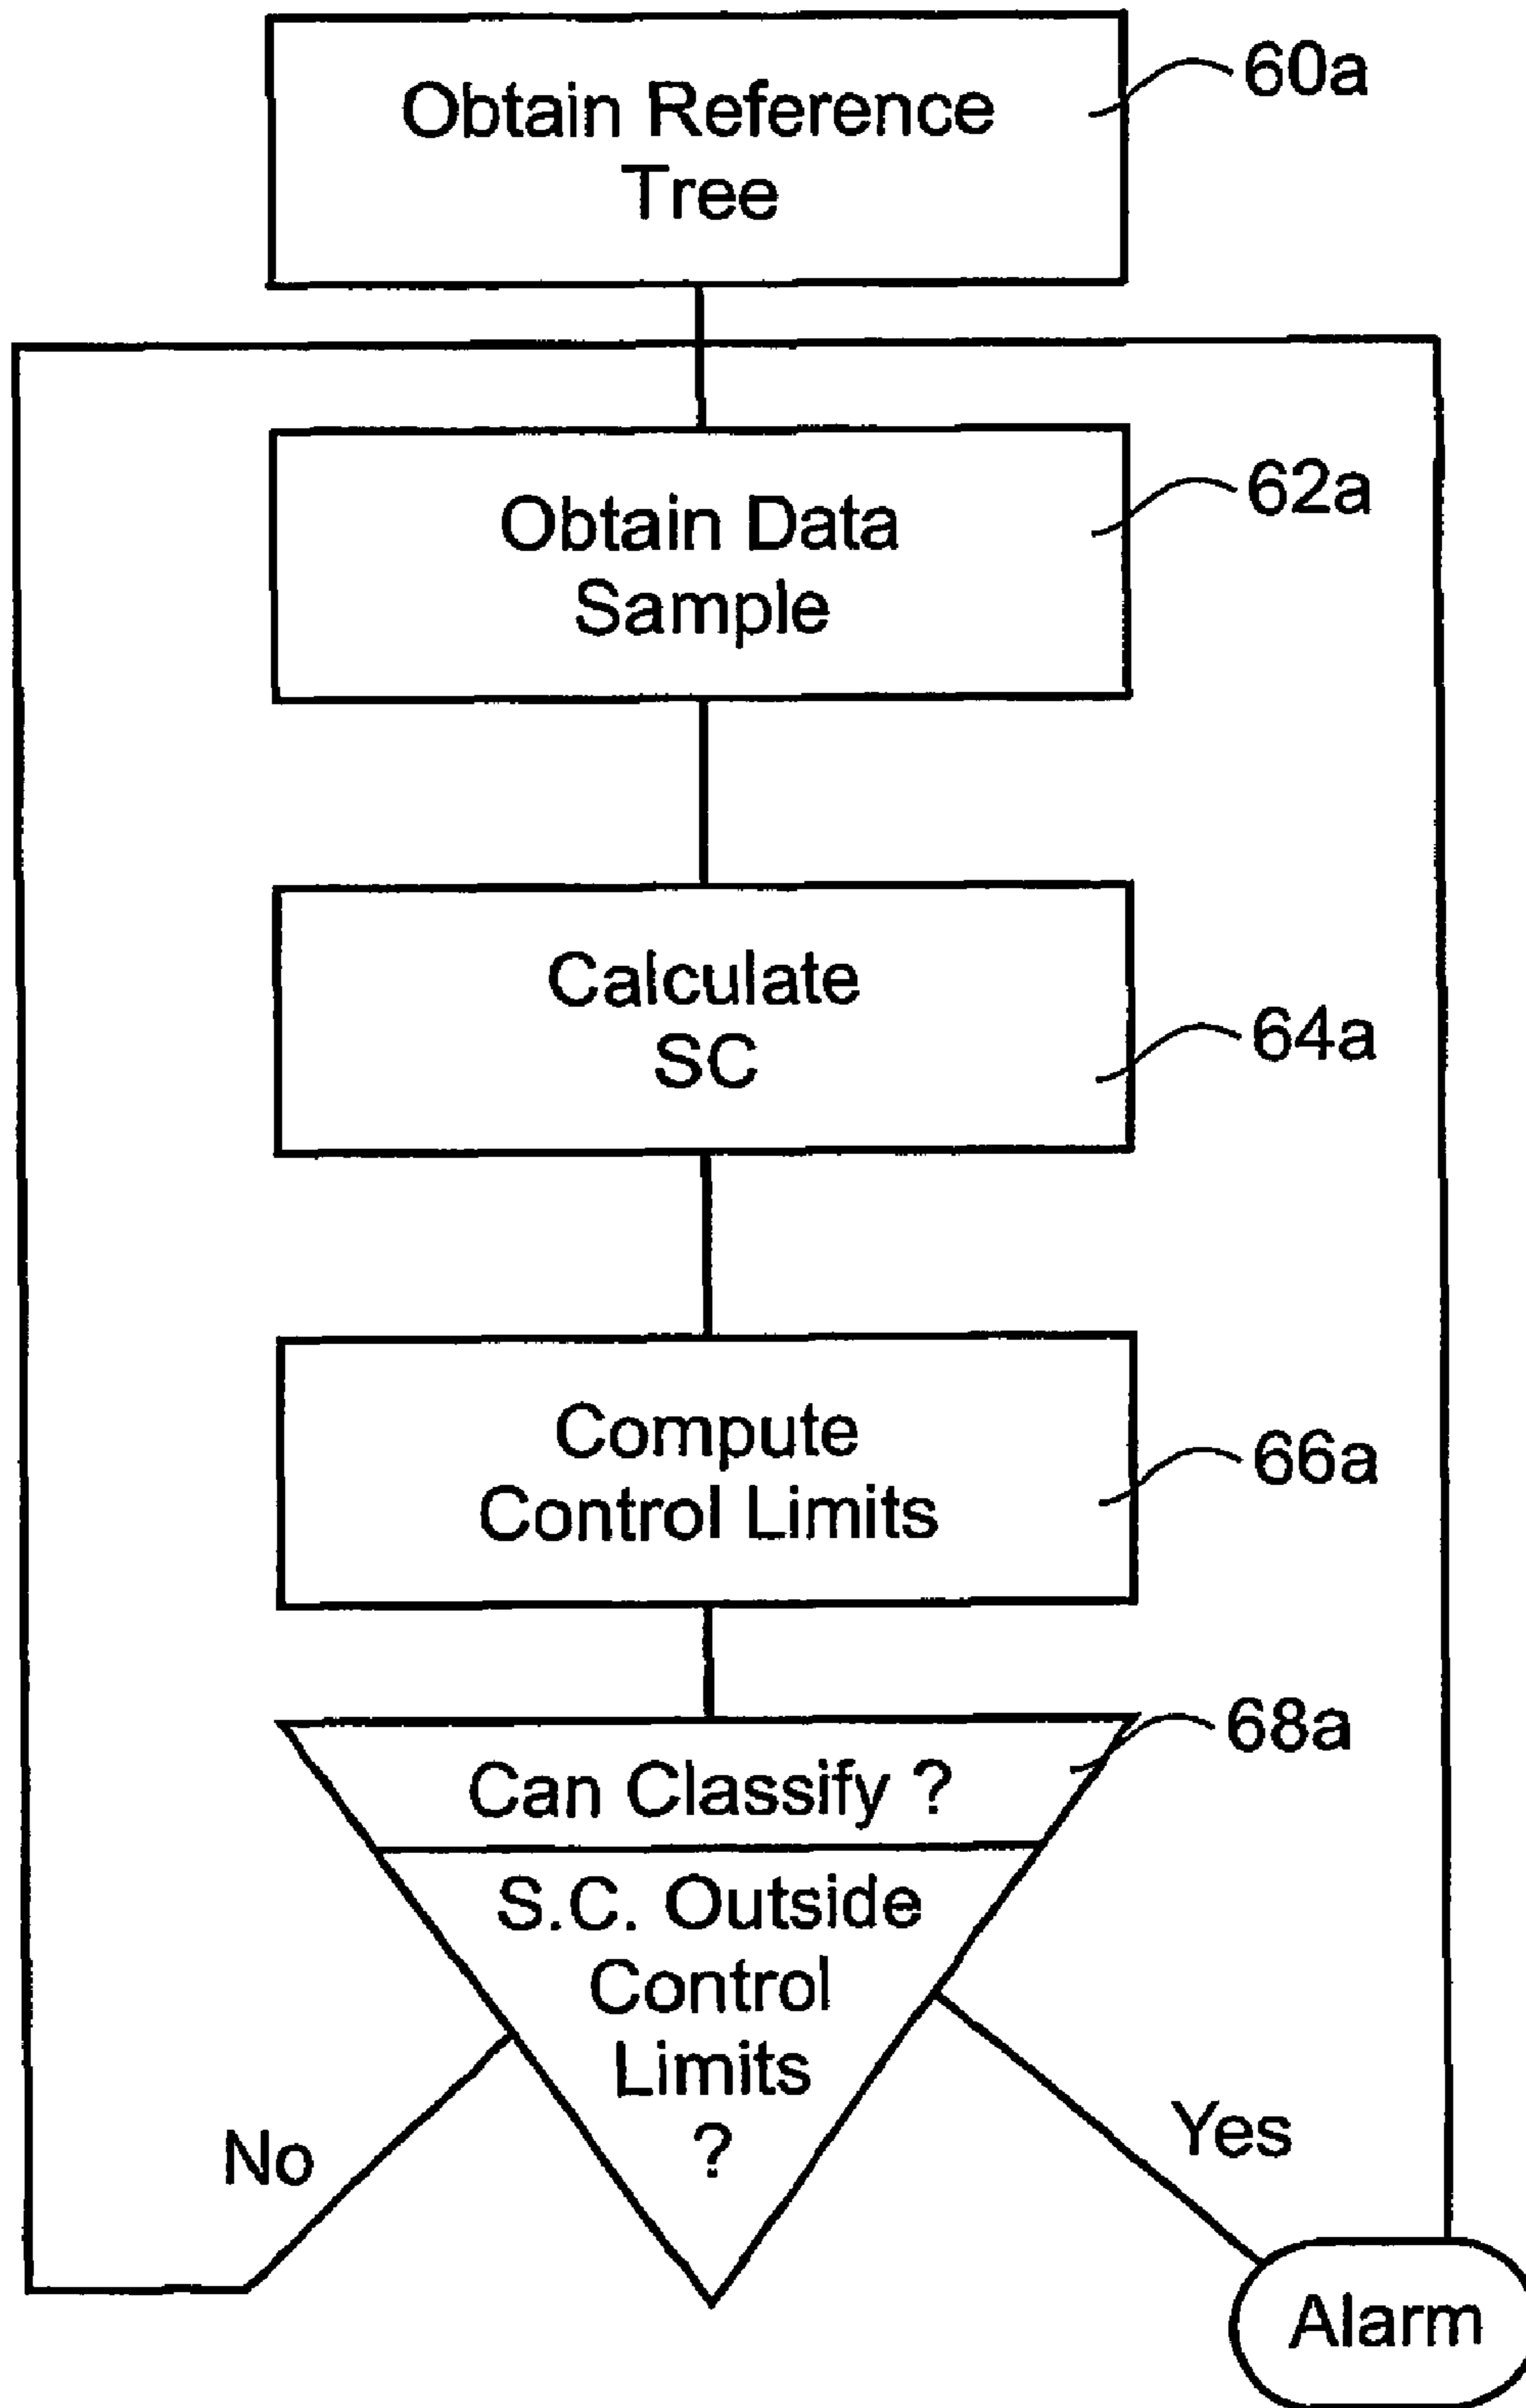 Obtain Reference
Tree
60a
Obtain Data
Sample
62a
Calculate
SC
64a
Compute
Control Limits
66a
Can Classify ?
68a
S.C. Outside
Control
Limits
?
No
Yes
Alarm